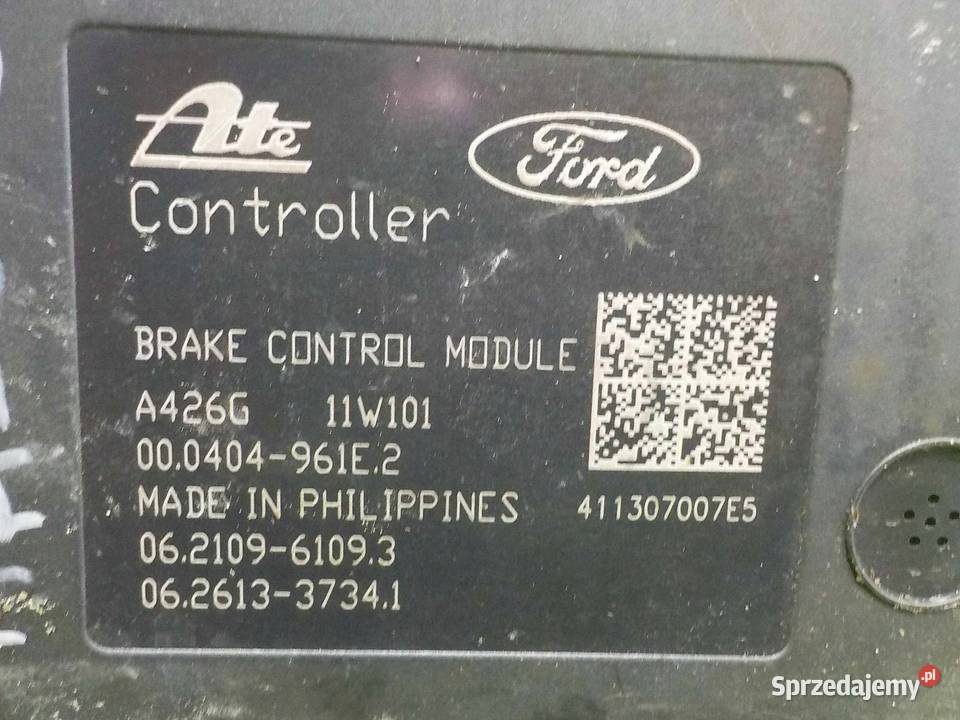 Ate
Ford
Controller
BRAKE CONTROL MODULE
A426G 11W101
00.0404-961E.2
MADE IN PHILIPPINES
411307007E5
06.2109-6109.3
06.2613-3734.1
Sprzedajemy.pl